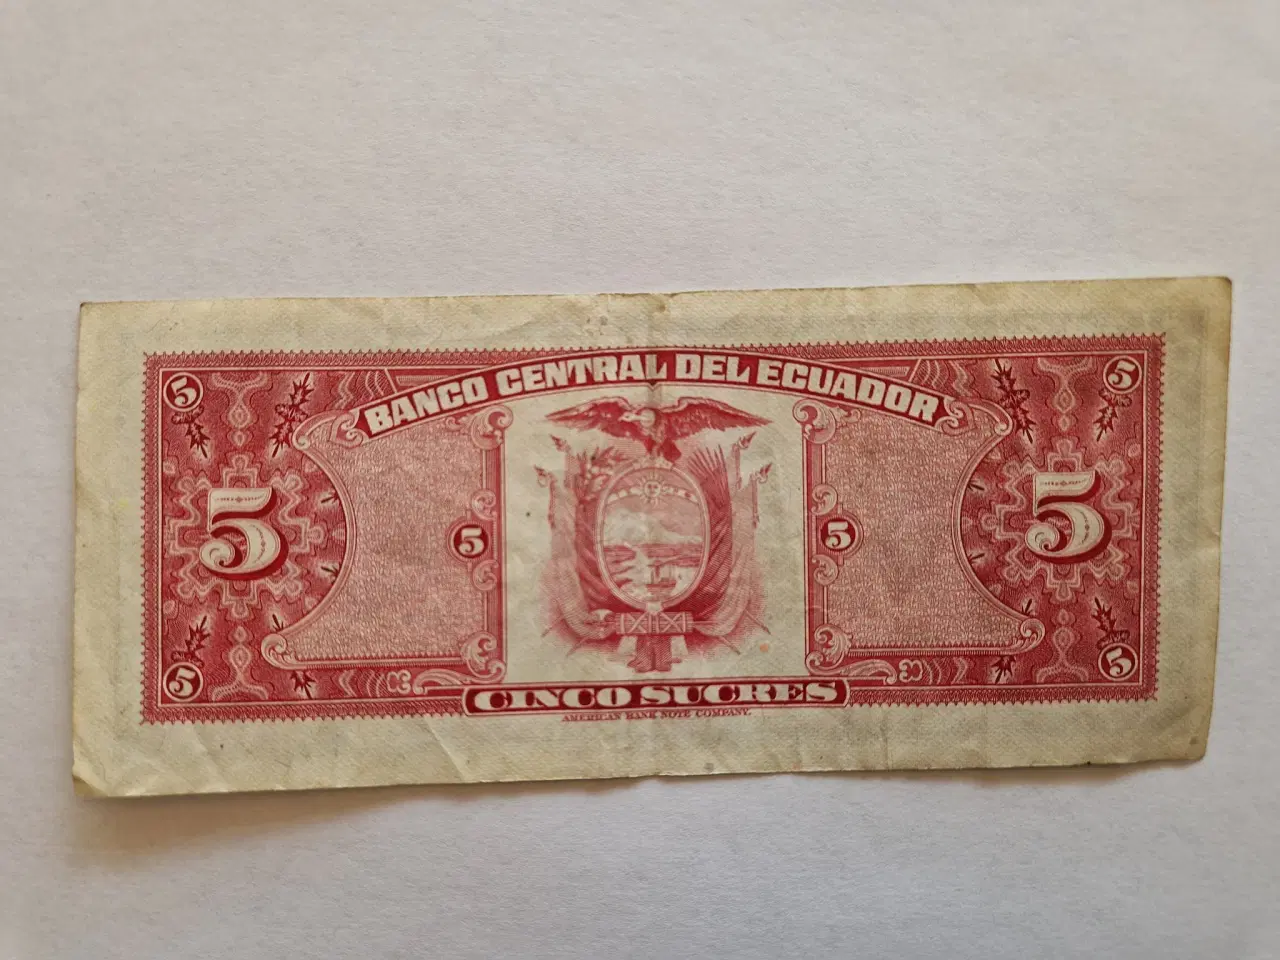 BANCO CENTRAL DEL ECUADOR
5 5
5 5
5 5
5 5
CINCO SUCRES
AMERICAN BANK NOTE COMPANY.